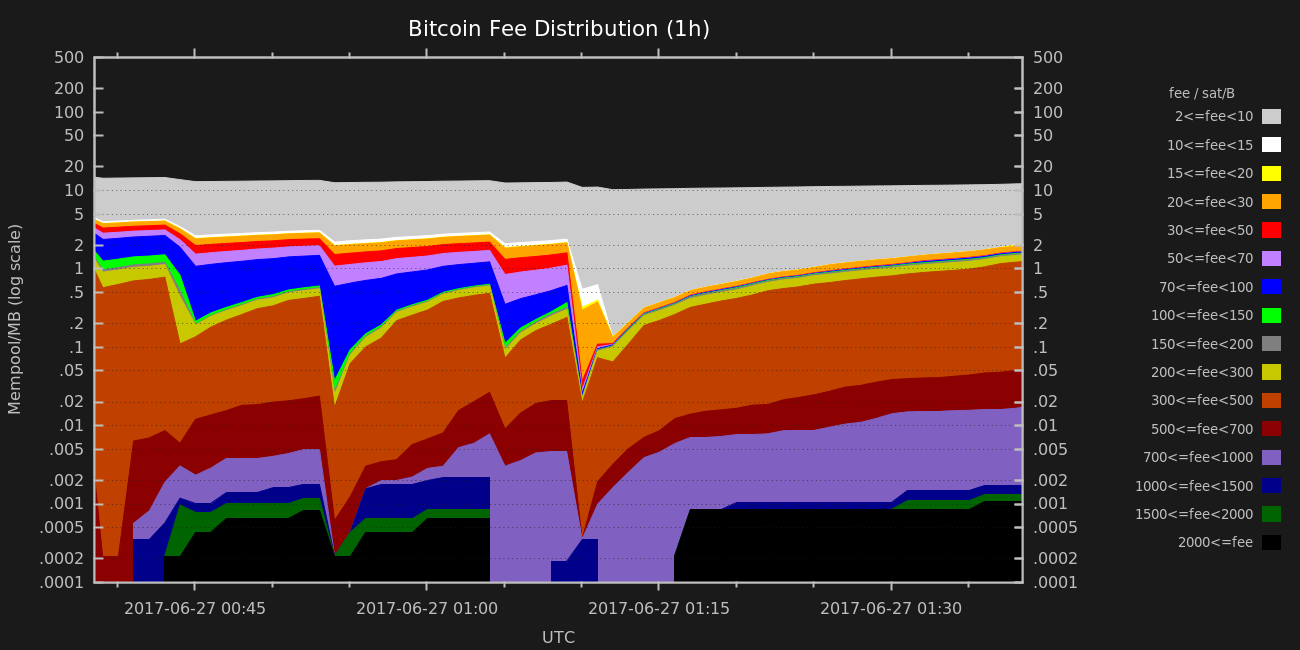 Bitcoin Fee Distribution (1h)
Mempool/MB (log scale)
500 500
200 200
100 100
50 50
20 20
10 10
5 5
2 2
1 1
.5 .5
.2 .2
.1 .1
.05 .05
.02 .02
.01 .01
.005 .005
.002 .002
.001 .001
.0005 .0005
.0002 .0002
.0001 .0001
2017-06-27 00:45 2017-06-27 01:00 2017-06-27 01:15 2017-06-27 01:30
UTC
fee / sat/B
2<=fee<10
10<=fee<15
15<=fee<20
20<=fee<30
30<=fee<50
50<=fee<70
70<=fee<100
100<=fee<150
150<=fee<200
200<=fee<300
300<=fee<500
500<=fee<700
700<=fee<1000
1000<=fee<1500
1500<=fee<2000
2000<=fee